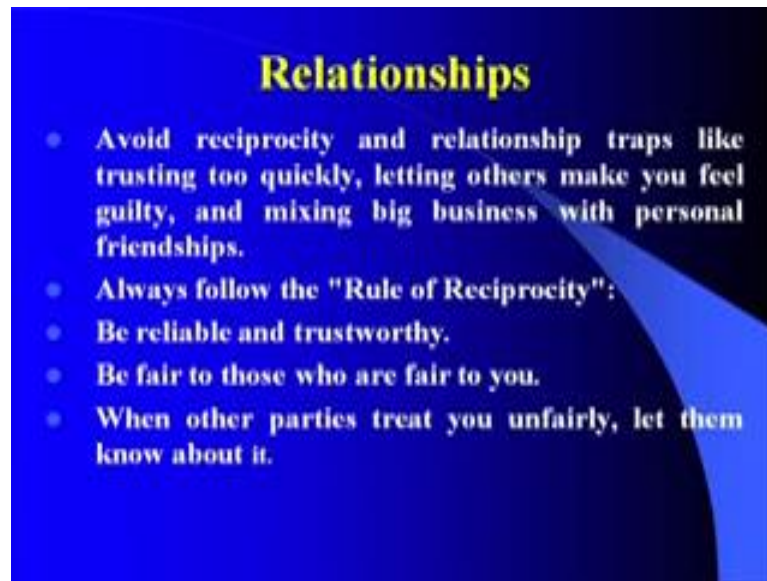 Relationships
Avoid reciprocity and relationship traps like
trusting too quickly, letting others make you feel
guilty, and mixing big business with personal
friendships.
Always follow the "Rule of Reciprocity":
Be reliable and trustworthy.
Be fair to those who are fair to you.
When other parties treat you unfairly, let them
know about it.